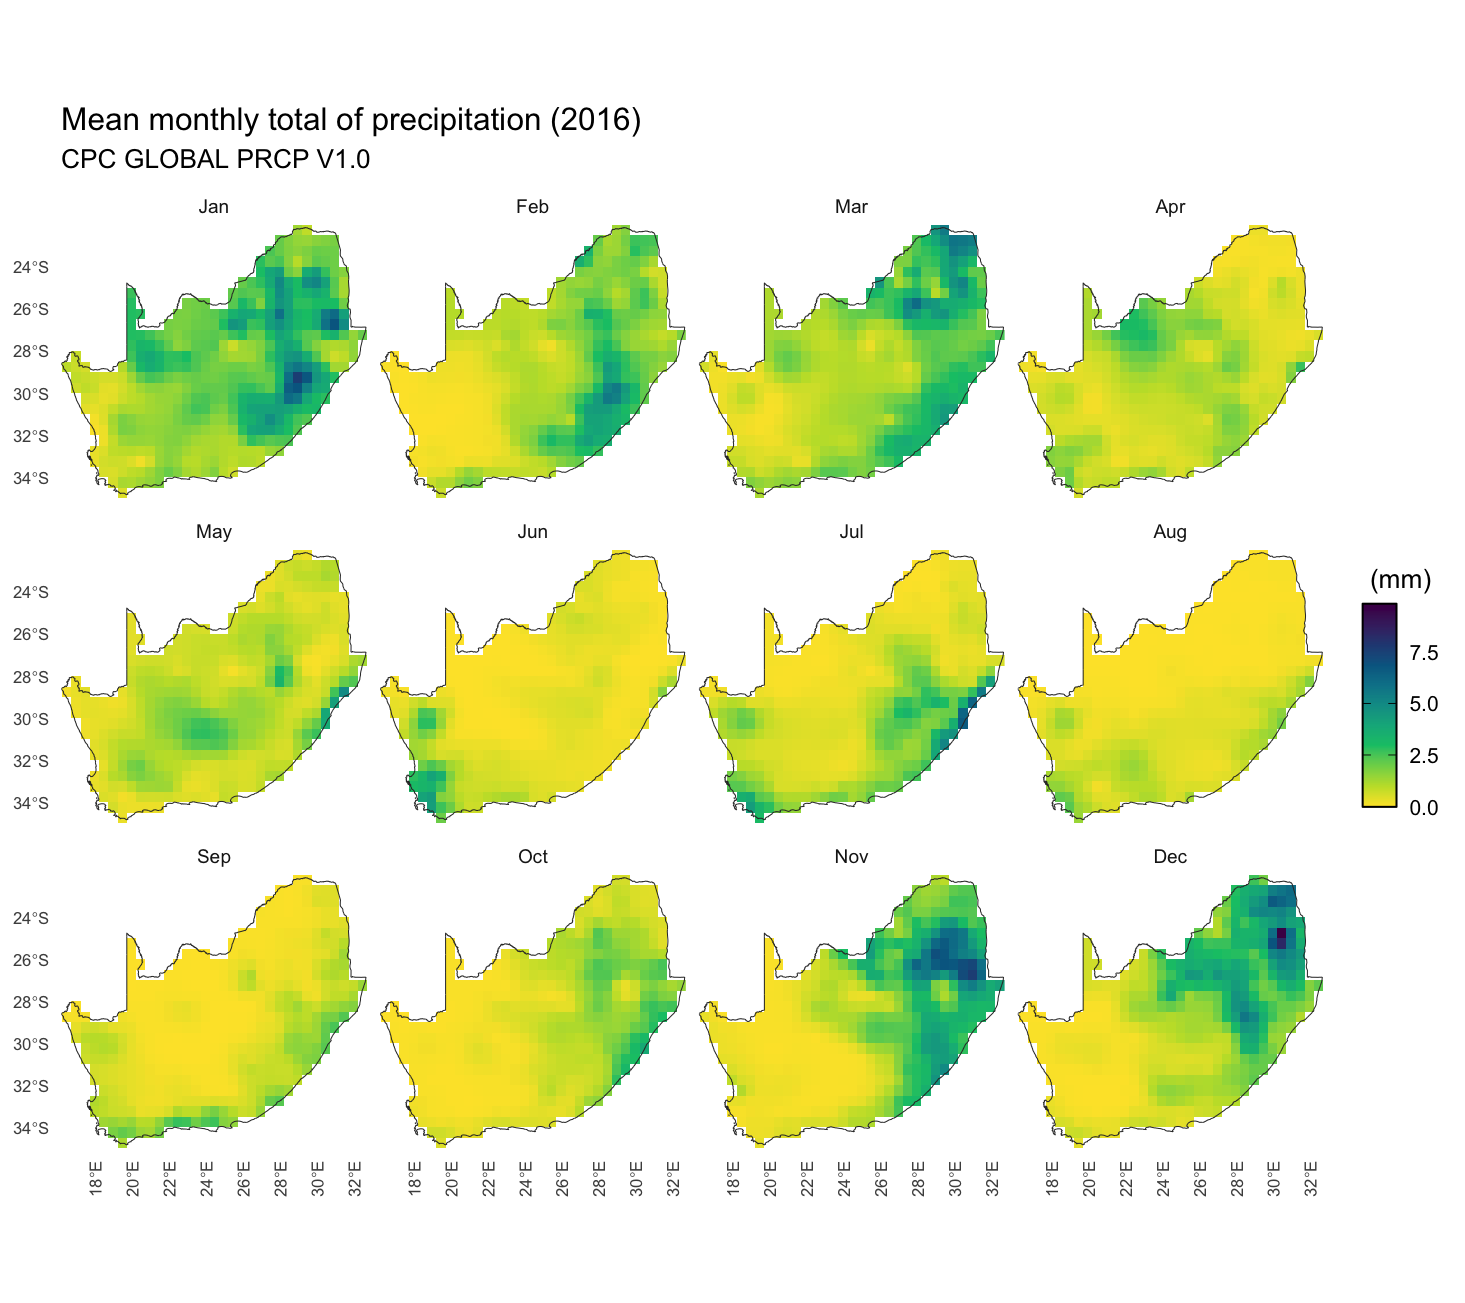 Mean monthly total of precipitation (2016)
CPC GLOBAL PRCP V1.0
Jan Feb Mar Apr
24°S
26°S
28°S
30°S
32°S
34°S
May Jun Jul Aug
24°S
26°S
28°S
30°S
32°S
34°S
(mm)
7.5
5.0
2.5
0.0
Sep Oct Nov Dec
24°S
26°S
28°S
30°S
32°S
34°S
18°E 20°E 22°E 24°E 26°E 28°E 30°E 32°E 18°E 20°E 22°E 24°E 26°E 28°E 30°E 32°E 18°E 20°E 22°E 24°E 26°E 28°E 30°E 32°E 18°E 20°E 22°E 24°E 26°E 28°E 30°E 32°E